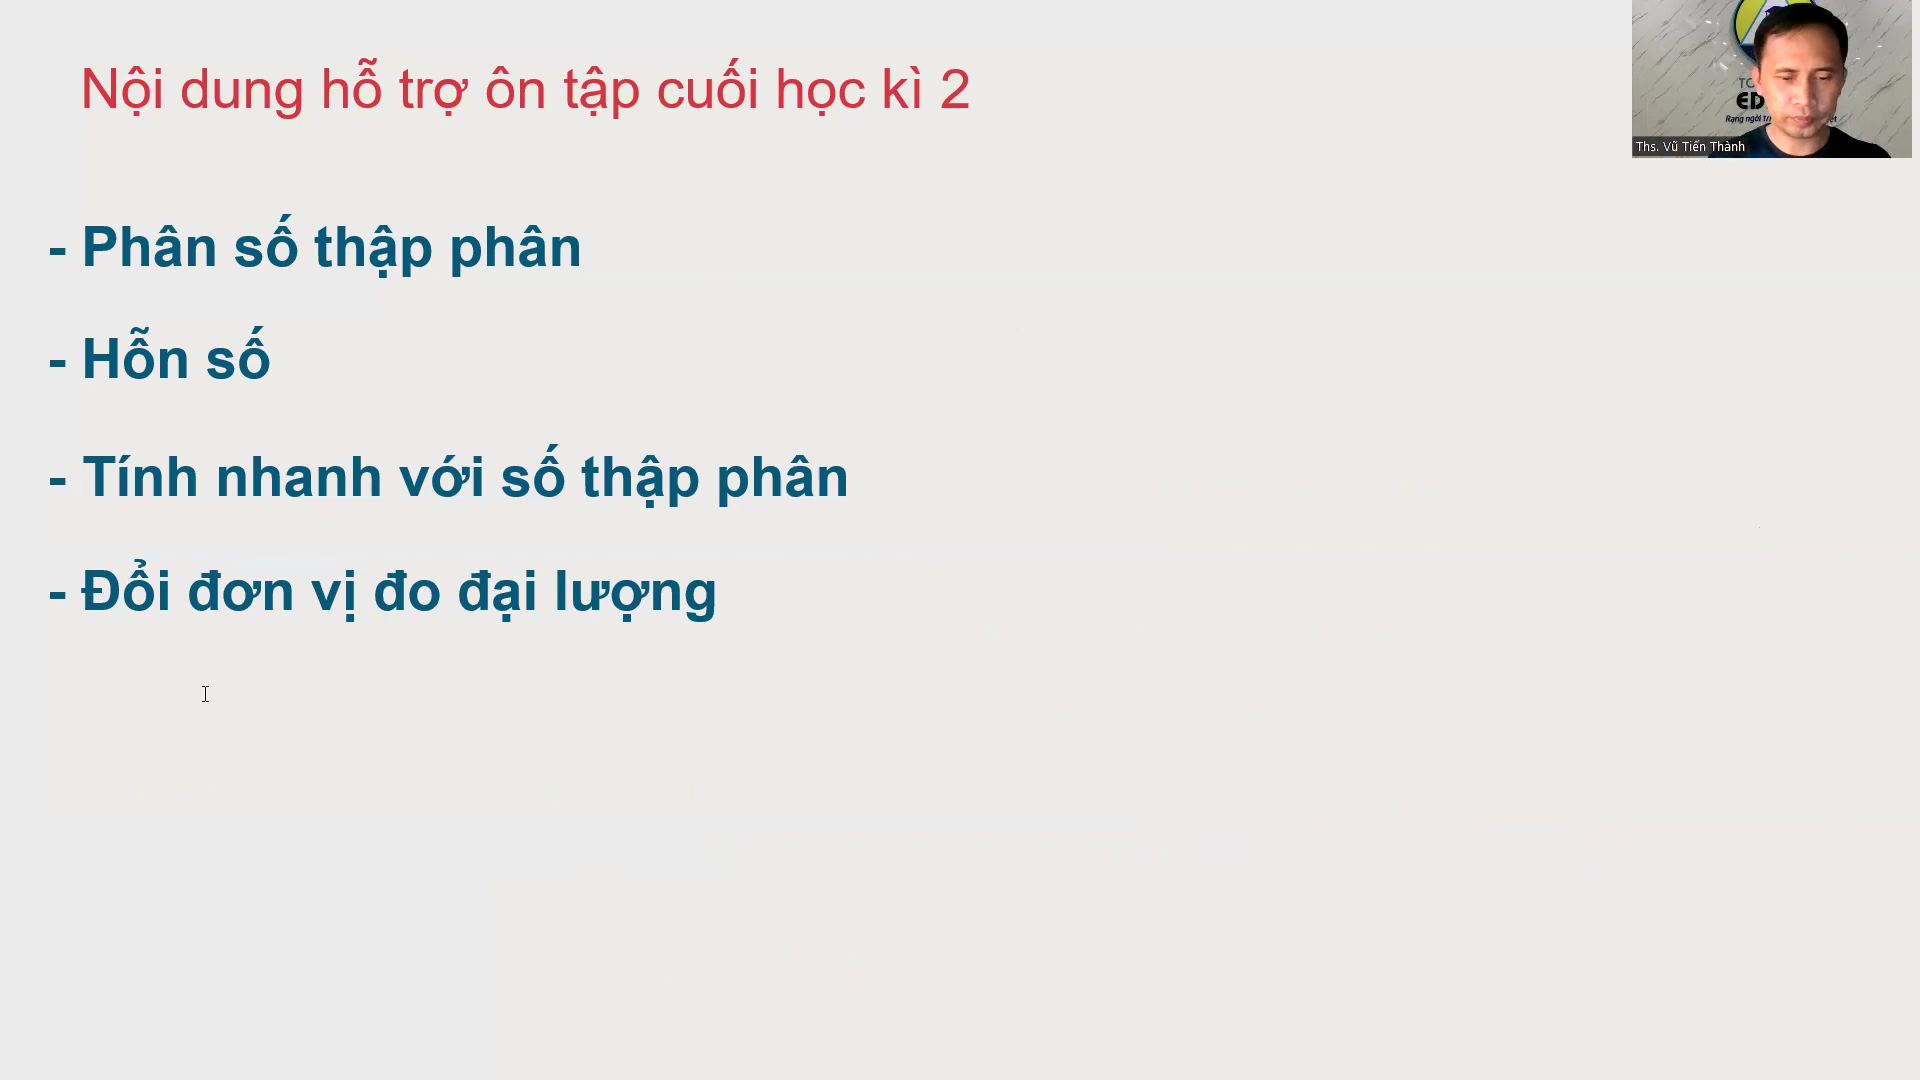 Nội dung hỗ trợ ôn tập cuối học kì 2
- Phân số thập phân
- Hỗn số
- Tính nhanh với số thập phân
- Đổi đơn vị đo đại lượng
Ths. Vũ Tiến Thành